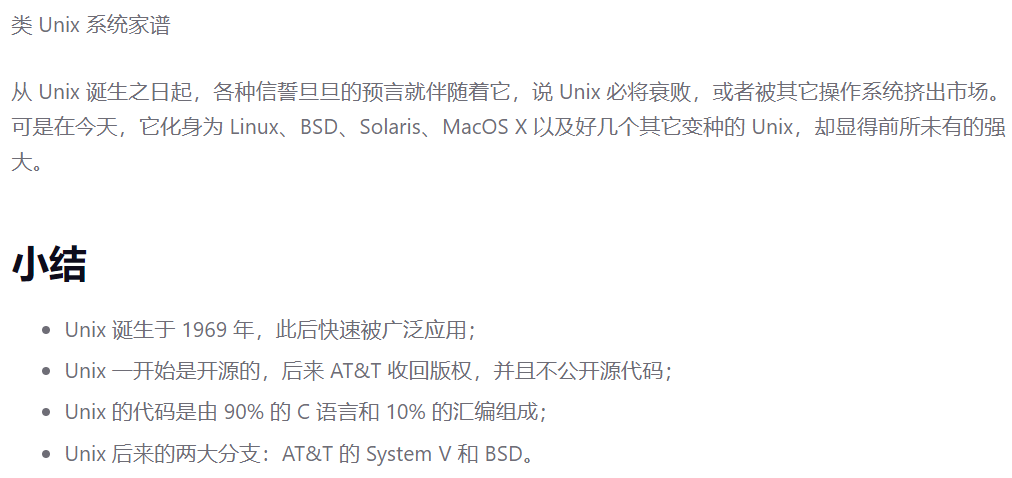 类 Unix 系统家谱
从 Unix 诞生之日起，各种信誓旦旦的预言就伴随着它，说 Unix 必将衰败，或者被其它操作系统挤出市场。
可是在今天，它化身为 Linux、BSD、Solaris、MacOS X 以及好几个其它变种的 Unix，却显得前所未有的强
大。
小结
• Unix 诞生于 1969 年，此后快速被广泛应用；
• Unix 一开始是开源的，后来 AT&T 收回版权，并且不公开源代码；
• Unix 的代码是由 90% 的 C 语言和 10% 的汇编组成；
• Unix 后来的两大分支：AT&T 的 System V 和 BSD。